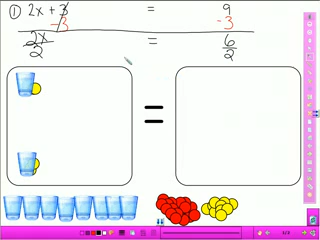 ① 2x + 3 = 9
-3 -3
2x/2 = 6/2
=